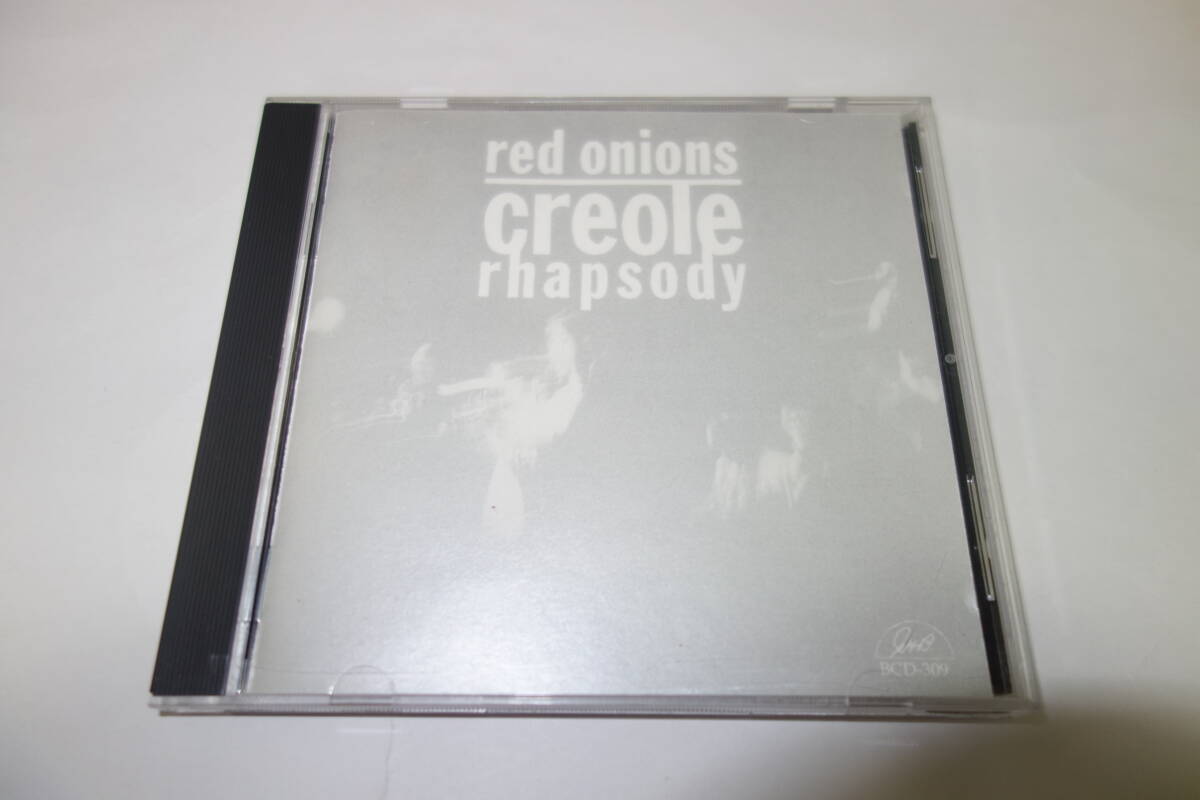 red onions
creole
rhapsody
BCD-309